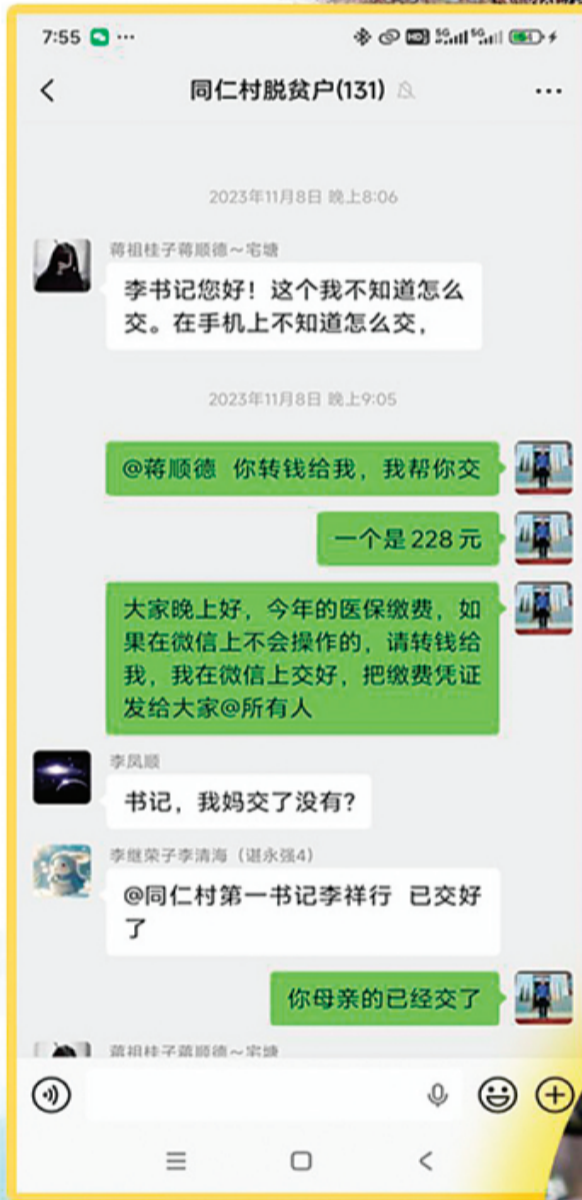 7:55
同仁村脱贫户(131)
2023年11月8日 晚上8:06
蒋祖桂子蒋顺德～宅塘
李书记您好！这个我不知道怎么
交。在手机上不知道怎么交，
2023年11月8日 晚上9:05
@蒋顺德 你转钱给我，我帮你交
一个是228元
大家晚上好，今年的医保缴费，如
果在微信上不会操作的，请转钱给
我，我在微信上交好，把缴费凭证
发给大家@所有人
李凤顺
书记，我妈交了没有？
李继荣子李清海（谌永强4）
@同仁村第一书记李祥行 已交好
了
你母亲的已经交了
蒋祖桂子蒋顺德～宅塘